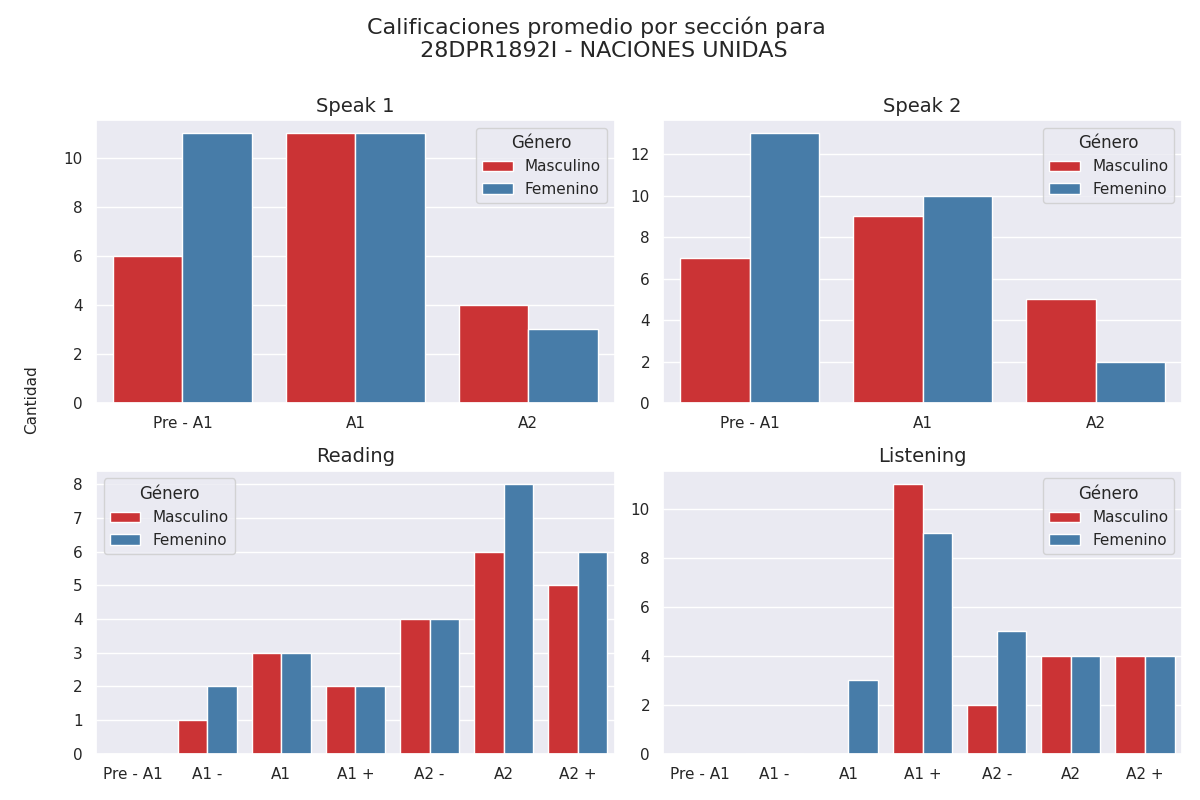 Calificaciones promedio por sección para
28DPR1892I - NACIONES UNIDAS
Cantidad
Speak 1
Género
Masculino
Femenino
10
8
6
4
2
0
Pre - A1 A1 A2
Speak 2
Género
Masculino
Femenino
12
10
8
6
4
2
0
Pre - A1 A1 A2
Reading
Género
Masculino
Femenino
8
7
6
5
4
3
2
1
0
Pre - A1 A1 - A1 A1 + A2 - A2 A2 +
Listening
Género
Masculino
Femenino
10
8
6
4
2
0
Pre - A1 A1 - A1 A1 + A2 - A2 A2 +